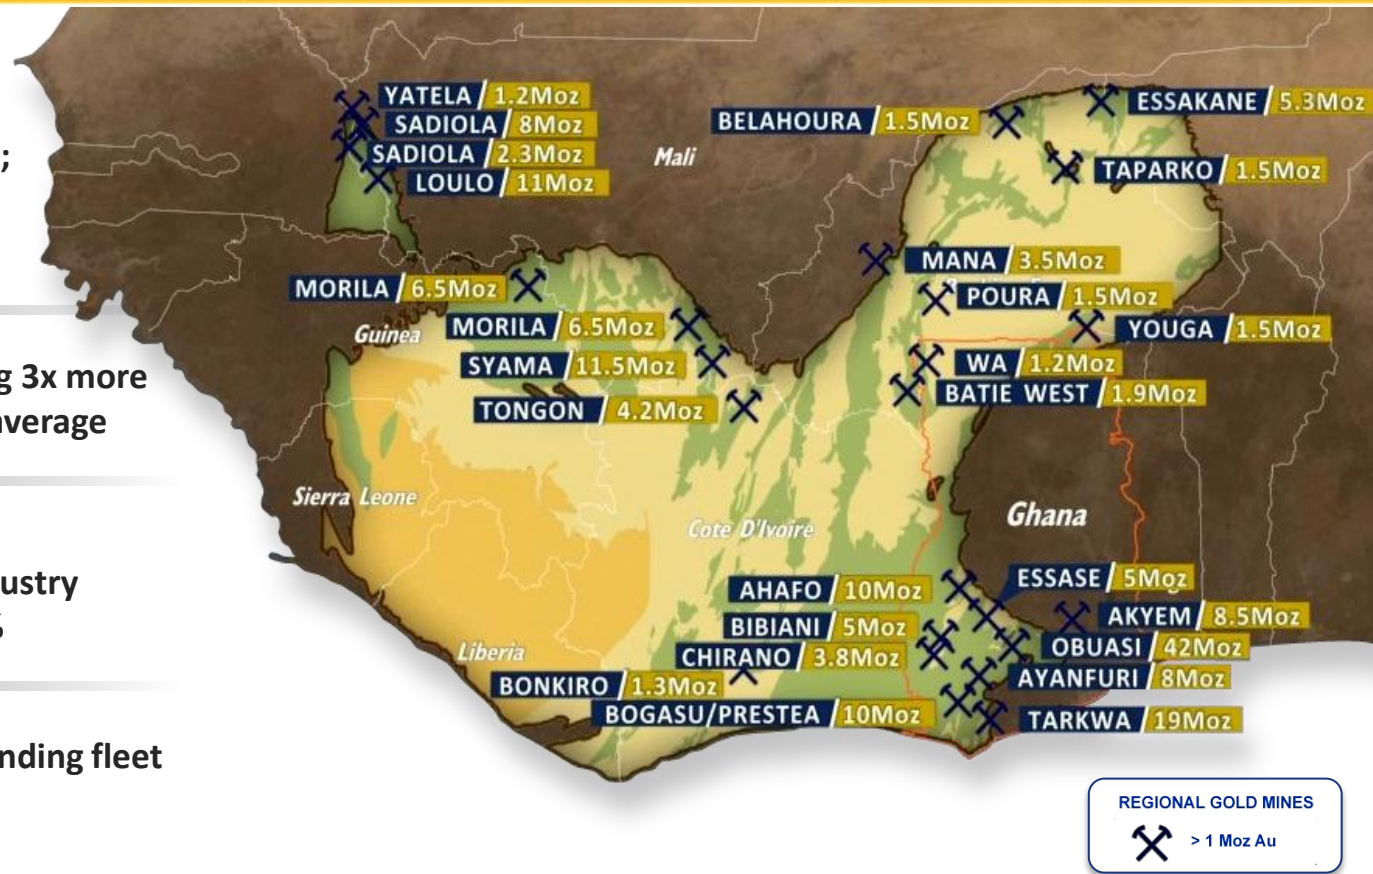 ;
g 3x more
average
ustry
nding fleet
YATELA / 1.2Moz
SADIOLA / 8Moz
SADIOLA / 2.3Moz
LOULO / 11Moz
Mali
BELAHOURA / 1.5Moz
ESSAKANE / 5.3Moz
TAPARKO / 1.5Moz
MANA / 3.5Moz
MORILA / 6.5Moz
POURA / 1.5Moz
Guinea
MORILA / 6.5Moz
YOUGA / 1.5Moz
SYAMA / 11.5Moz
WA / 1.2Moz
BATIE WEST / 1.9Moz
TONGON / 4.2Moz
Sierra Leone
Cote D'Ivoire
Ghana
AHAFO / 10Moz
ESSASE / 5Moz
BIBIANI / 5Moz
AKYEM / 8.5Moz
CHIRANO / 3.8Moz
OBUASI / 42Moz
Liberia
BONKIRO / 1.3Moz
AYANFURI / 8Moz
BOGASU/PRESTEA / 10Moz
TARKWA / 19Moz
REGIONAL GOLD MINES
> 1 Moz Au